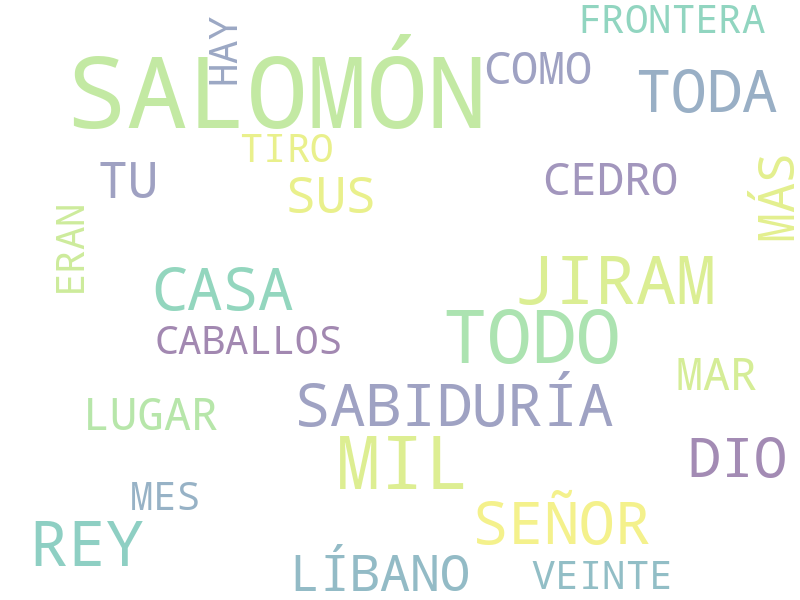 FRONTERA
HAY
SALOMÓN
COMO
TODA
TIRO
TU
SUS
CEDRO
MÁS
ERAN
CASA
JIRAM
CABALLOS
TODO
MAR
LUGAR
SABIDURÍA
MIL
DIO
MES
REY
SEÑOR
LÍBANO
VEINTE